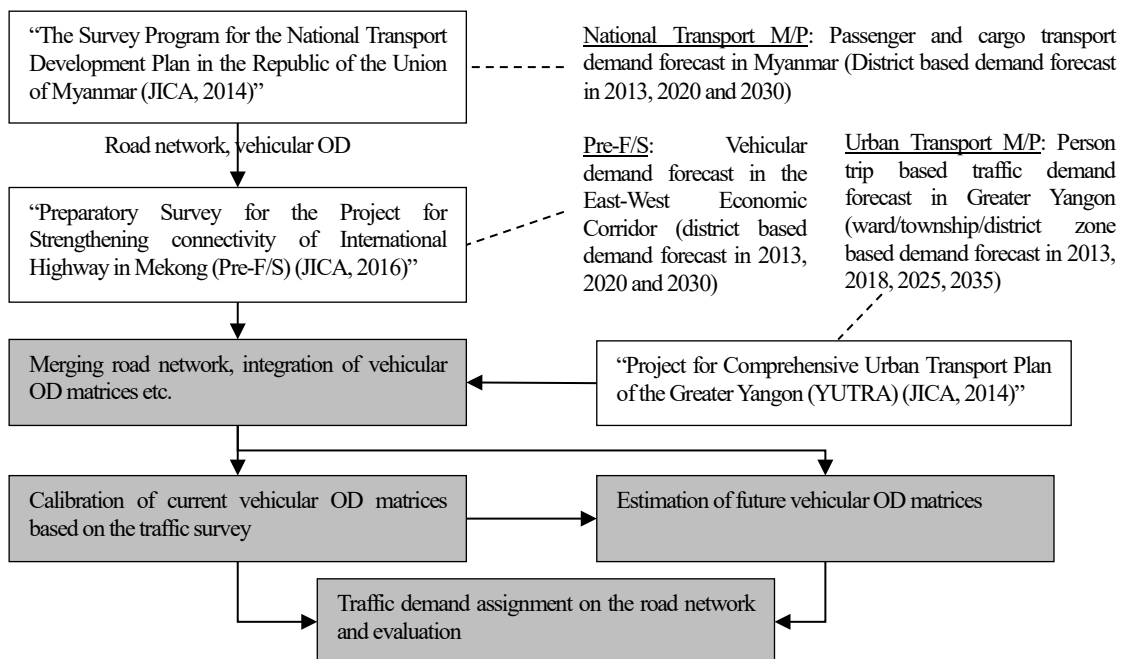 “The Survey Program for the National Transport
Development Plan in the Republic of the Union
of Myanmar (JICA, 2014)”
National Transport M/P: Passenger and cargo transport
demand forecast in Myanmar (District based demand forecast
in 2013, 2020 and 2030)
Road network, vehicular OD
Pre-F/S: Vehicular
demand forecast in the
East-West Economic
Corridor (district based
demand forecast in 2013,
2020 and 2030)
Urban Transport M/P: Person
trip based traffic demand
forecast in Greater Yangon
(ward/township/district zone
based demand forecast in 2013,
2018, 2025, 2035)
“Preparatory Survey for the Project for
Strengthening connectivity of International
Highway in Mekong (Pre-F/S) (JICA, 2016)”
Merging road network, integration of vehicular
OD matrices etc.
“Project for Comprehensive Urban Transport Plan
of the Greater Yangon (YUTRA) (JICA, 2014)”
Calibration of current vehicular OD matrices
based on the traffic survey
Estimation of future vehicular OD matrices
Traffic demand assignment on the road network
and evaluation